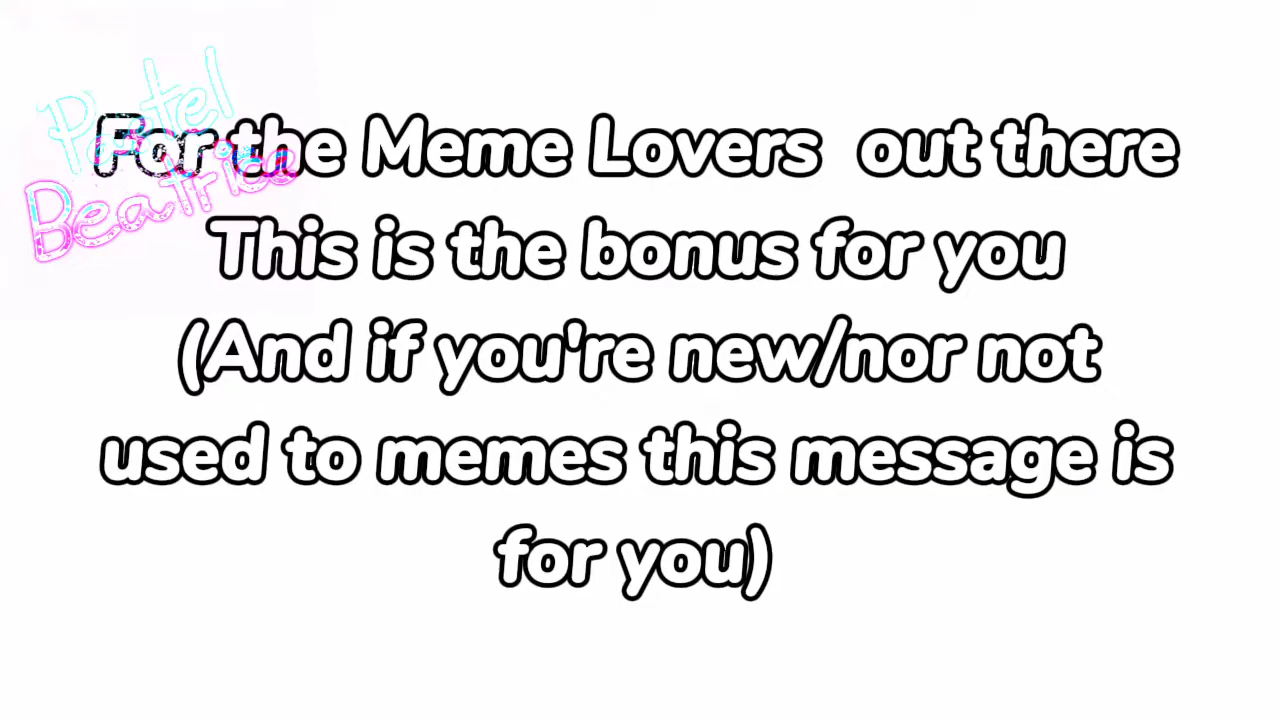 Pastel
Beatrice
For the Meme Lovers  out there
This is the bonus for you
(And if you're new/nor not
used to memes this message is
for you)